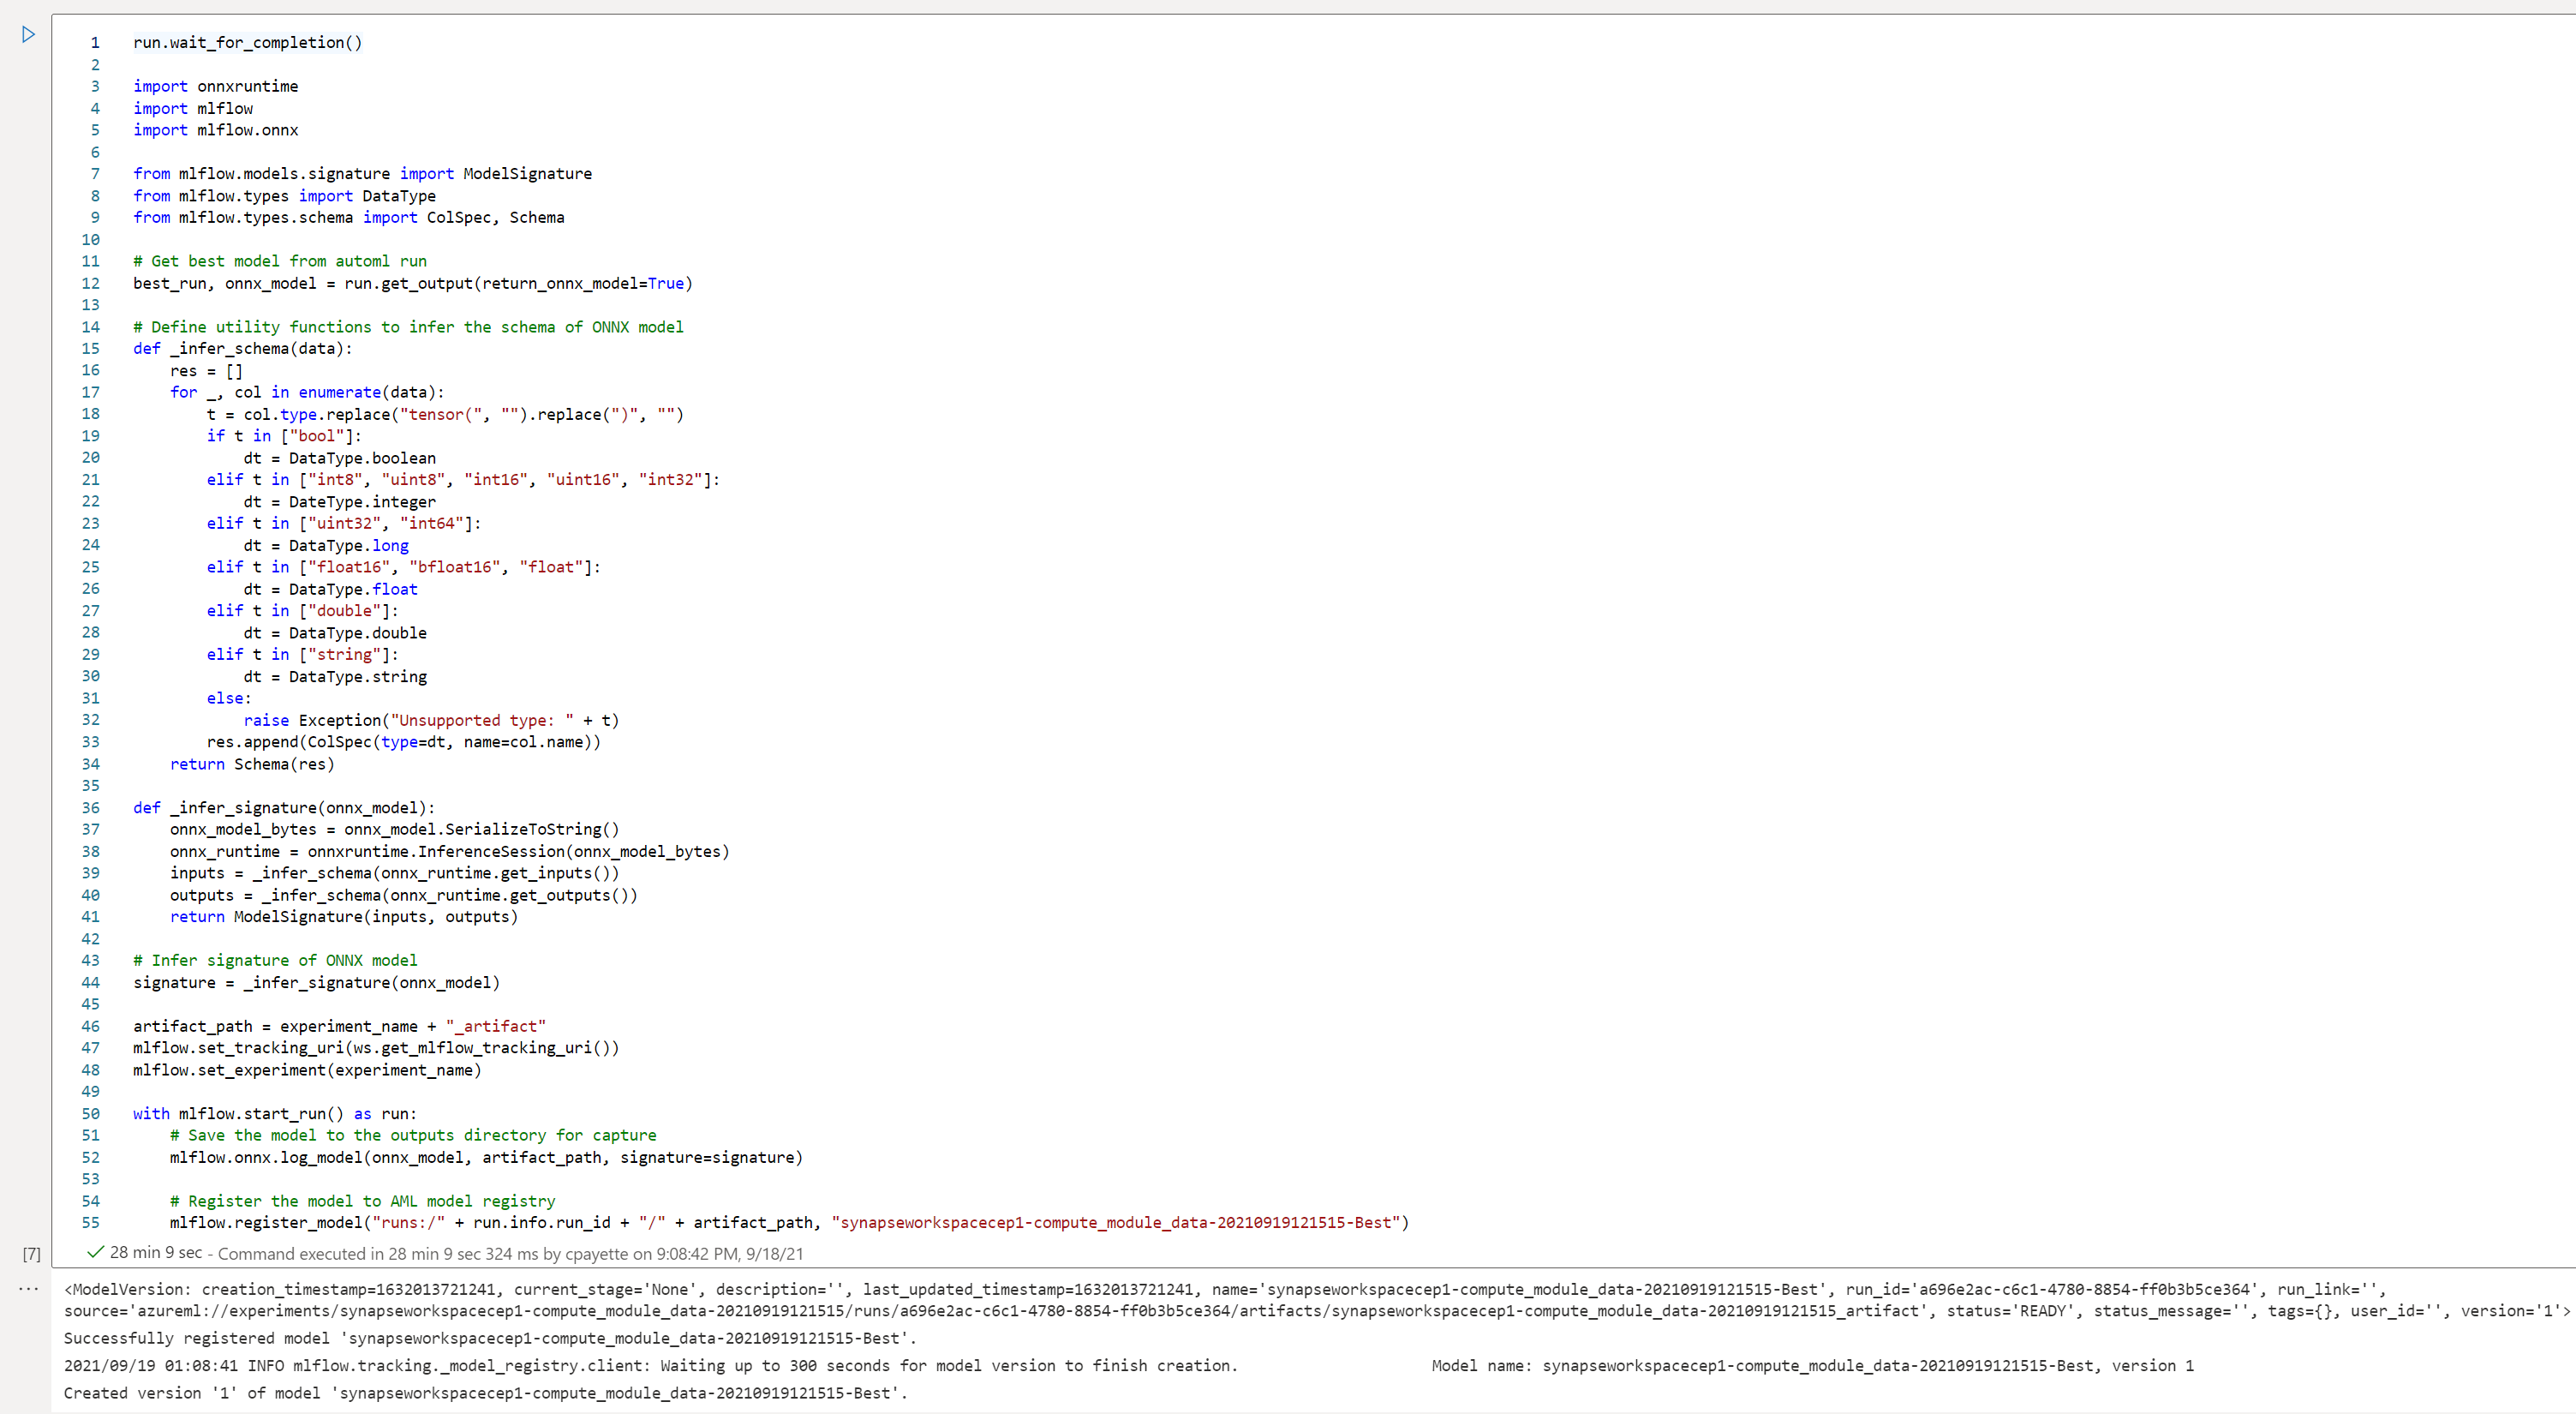 1 run.wait_for_completion()
2
3 import onnxruntime
4 import mlflow
5 import mlflow.onnx
6
7 from mlflow.models.signature import ModelSignature
8 from mlflow.types import DataType
9 from mlflow.types.schema import ColSpec, Schema
10
11 # Get best model from automl run
12 best_run, onnx_model = run.get_output(return_onnx_model=True)
13
14 # Define utility functions to infer the schema of ONNX model
15 def _infer_schema(data):
16     res = []
17     for _, col in enumerate(data):
18         t = col.type.replace("tensor(", "").replace(")", "")
19         if t in ["bool"]:
20             dt = DataType.boolean
21         elif t in ["int8", "uint8", "int16", "uint16", "int32"]:
22             dt = DateType.integer
23         elif t in ["uint32", "int64"]:
24             dt = DataType.long
25         elif t in ["float16", "bfloat16", "float"]:
26             dt = DataType.float
27         elif t in ["double"]:
28             dt = DataType.double
29         elif t in ["string"]:
30             dt = DataType.string
31         else:
32             raise Exception("Unsupported type: " + t)
33         res.append(ColSpec(type=dt, name=col.name))
34     return Schema(res)
35
36 def _infer_signature(onnx_model):
37     onnx_model_bytes = onnx_model.SerializeToString()
38     onnx_runtime = onnxruntime.InferenceSession(onnx_model_bytes)
39     inputs = _infer_schema(onnx_runtime.get_inputs())
40     outputs = _infer_schema(onnx_runtime.get_outputs())
41     return ModelSignature(inputs, outputs)
42
43 # Infer signature of ONNX model
44 signature = _infer_signature(onnx_model)
45
46 artifact_path = experiment_name + "_artifact"
47 mlflow.set_tracking_uri(ws.get_mlflow_tracking_uri())
48 mlflow.set_experiment(experiment_name)
49
50 with mlflow.start_run() as run:
51     # Save the model to the outputs directory for capture
52     mlflow.onnx.log_model(onnx_model, artifact_path, signature=signature)
53
54     # Register the model to AML model registry
55     mlflow.register_model("runs:/" + run.info.run_id + "/" + artifact_path, "synapseworkspacecep1-compute_module_data-20210919121515-Best")
[7] 28 min 9 sec - Command executed in 28 min 9 sec 324 ms by cpayette on 9:08:42 PM, 9/18/21
<ModelVersion: creation_timestamp=1632013721241, current_stage='None', description='', last_updated_timestamp=1632013721241, name='synapseworkspacecep1-compute_module_data-20210919121515-Best', run_id='a696e2ac-c6c1-4780-8854-ff0b3b5ce364', run_link='',
source='azureml://experiments/synapseworkspacecep1-compute_module_data-20210919121515/runs/a696e2ac-c6c1-4780-8854-ff0b3b5ce364/artifacts/synapseworkspacecep1-compute_module_data-20210919121515_artifact', status='READY', status_message='', tags={}, user_id='', version='1'>
Successfully registered model 'synapseworkspacecep1-compute_module_data-20210919121515-Best'.
2021/09/19 01:08:41 INFO mlflow.tracking._model_registry.client: Waiting up to 300 seconds for model version to finish creation. Model name: synapseworkspacecep1-compute_module_data-20210919121515-Best, version 1
Created version '1' of model 'synapseworkspacecep1-compute_module_data-20210919121515-Best'.